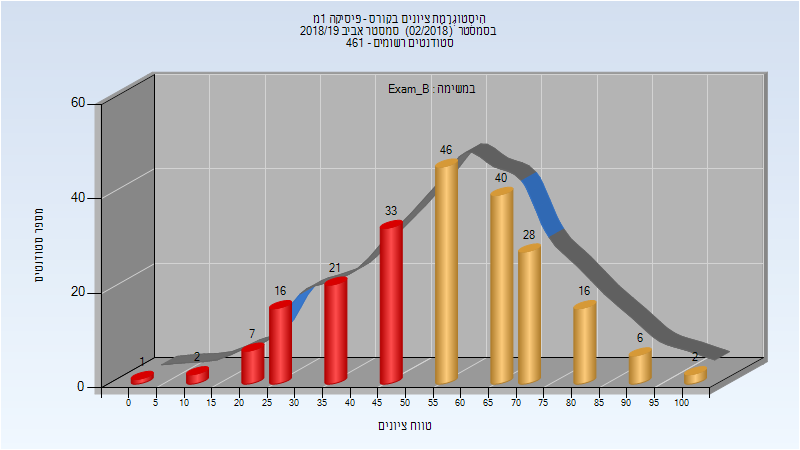 היסטוגרמת ציונים בקורס - פיסיקה 1מ
בסמסטר (02/2018) סמסטר אביב 2018/19
סטודנטים רשומים - 461
במשימה : Exam_B
מספר סטודנטים
60
40
20
0
1
2
7
16
21
33
46
40
28
16
6
2
0 5 10 15 20 25 30 35 40 45 50 55 60 65 70 75 80 85 90 95 100
טווח ציונים